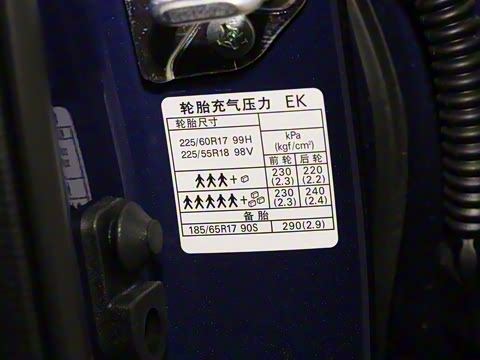 轮胎充气压力 EK
轮胎尺寸
225/60R17 99H
225/55R18 98V
kPa
(kgf/cm²)
前轮 后轮
230 220
(2.3) (2.2)
+
230 240
(2.3) (2.4)
+
备胎
185/65R17 90S 290(2.9)